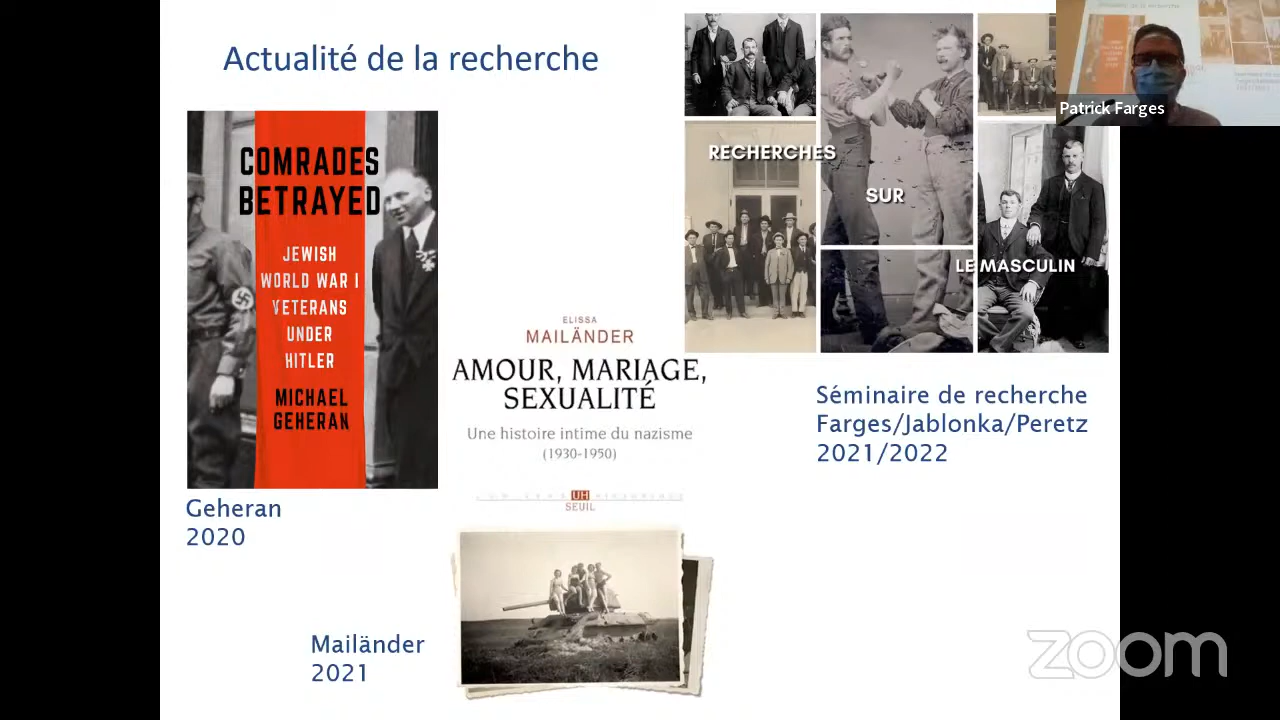 Actualité de la recherche
COMRADES
BETRAYED
JEWISH
WORLD WAR I
VETERANS
UNDER
HITLER
MICHAEL
GEHERAN
Geheran
2020
ELISSA
MAILÄNDER
AMOUR, MARIAGE,
SEXUALITÉ
Une histoire intime du nazisme
(1930-1950)
UH
SEUIL
Mailänder
2021
RECHERCHES
SUR
LE MASCULIN
Séminaire de recherche
Farges/Jablonka/Peretz
2021/2022
Patrick Farges
zoom